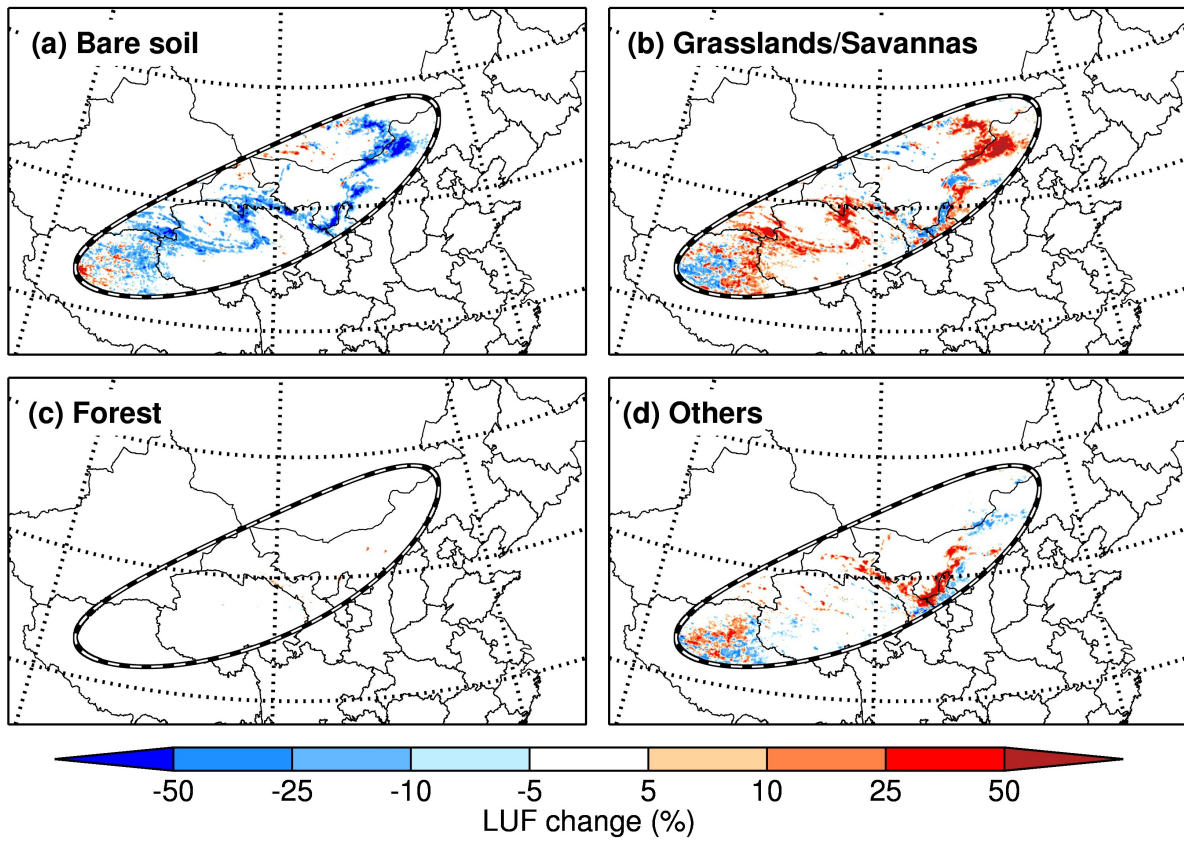 (a) Bare soil
(b) Grasslands/Savannas
(c) Forest
(d) Others
-50 -25 -10 -5 5 10 25 50
LUF change (%)